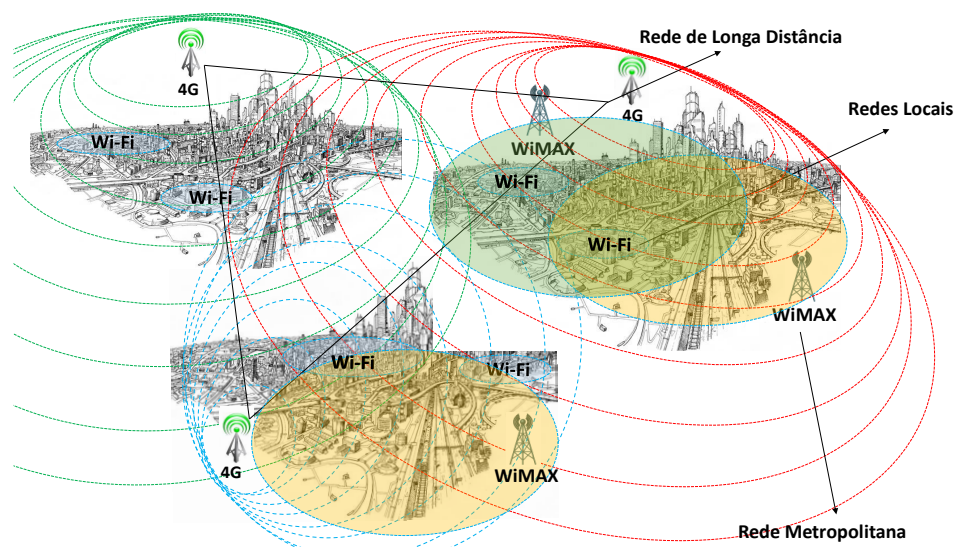 Rede de Longa Distância
4G
4G
Redes Locais
Wi-Fi
WiMAX
Wi-Fi
Wi-Fi
Wi-Fi
WiMAX
Wi-Fi
Wi-Fi
4G
WiMAX
Rede Metropolitana